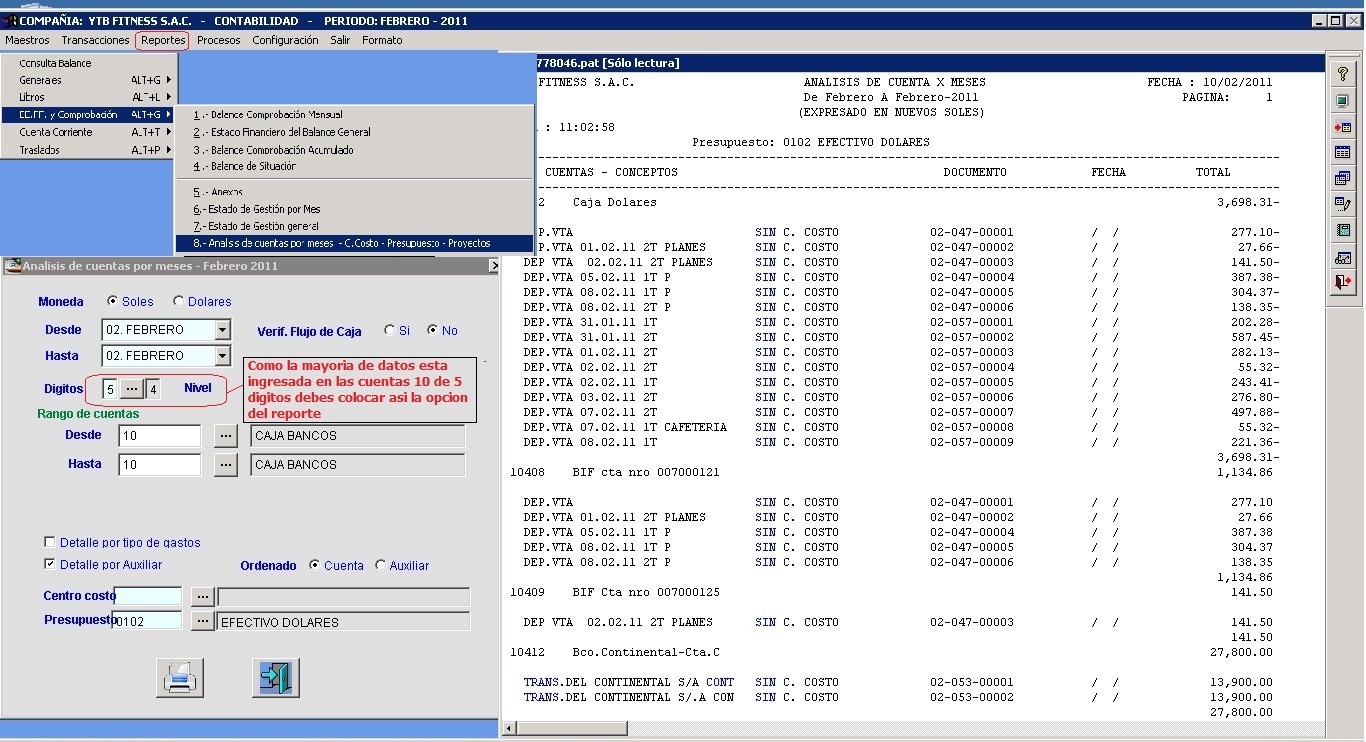 COMPAÑIA: YTB FITNESS S.A.C. - CONTABILIDAD - PERIODO: FEBRERO - 2011
Maestros Transacciones Reportes Procesos Configuración Salir Formato
Consulta Balance
Generales ALT+G
Libros ALT+L
EE.FF. y Comprobación ALT+G
Cuenta Corriente ALT+T
Traslados ALT+P
1.- Balance Comprobación Mensual
2.- Estado Financiero del Balance General
3.- Balance Comprobación Acumulado
4.- Balance de Situación
5.- Anexos
6.- Estado de Gestión por Mes
7.- Estado de Gestión general
8.- Analisis de cuentas por meses - C.Costo - Presupuesto - Proyectos
Analisis de cuentas por meses - Febrero 2011
Moneda Soles Dolares
Desde 02. FEBRERO Verif. Flujo de Caja Si No
Hasta 02. FEBRERO
Digitos 5 ... 4 Nivel
Como la mayoria de datos esta
ingresada en las cuentas 10 de 5
digitos debes colocar asi la opcion
del reporte
Rango de cuentas
Desde 10 ... CAJA BANCOS
Hasta 10 ... CAJA BANCOS
Detalle por tipo de gastos
Detalle por Auxiliar Ordenado Cuenta Auxiliar
Centro costo ...
Presupuesto 0102 ... EFECTIVO DOLARES
778046.pat [Sólo lectura]
FITNESS S.A.C. ANALISIS DE CUENTA X MESES FECHA : 10/02/2011
De Febrero A Febrero-2011 PAGINA: 1
(EXPRESADO EN NUEVOS SOLES)
: 11:02:58
Presupuesto: 0102 EFECTIVO DOLARES
CUENTAS - CONCEPTOS DOCUMENTO FECHA TOTAL
2 Caja Dolares 3,698.31-
P.VTA SIN C. COSTO 02-047-00001 / / 277.10-
DEP.VTA 01.02.11 2T PLANES SIN C. COSTO 02-047-00002 / / 27.66-
DEP VTA 02.02.11 2T PLANES SIN C. COSTO 02-047-00003 / / 141.50-
DEP.VTA 05.02.11 1T P SIN C. COSTO 02-047-00004 / / 387.38-
DEP.VTA 08.02.11 1T P SIN C. COSTO 02-047-00005 / / 304.37-
DEP.VTA 08.02.11 2T P SIN C. COSTO 02-047-00006 / / 138.35-
DEP.VTA 31.01.11 1T SIN C. COSTO 02-057-00001 / / 202.28-
DEP.VTA 31.01.11 2T SIN C. COSTO 02-057-00002 / / 587.45-
DEP.VTA 01.02.11 2T SIN C. COSTO 02-057-00003 / / 282.13-
DEP.VTA 02.02.11 2T SIN C. COSTO 02-057-00004 / / 55.32-
DEP.VTA 02.02.11 1T SIN C. COSTO 02-057-00005 / / 243.41-
DEP.VTA 03.02.11 2T SIN C. COSTO 02-057-00006 / / 276.80-
DEP.VTA 07.02.11 2T SIN C. COSTO 02-057-00007 / / 497.88-
DEP.VTA 07.02.11 1T CAFETERIA SIN C. COSTO 02-057-00008 / / 55.32-
DEP.VTA 08.02.11 1T SIN C. COSTO 02-057-00009 / / 221.36-
3,698.31-
10408 BIF cta nro 007000121 1,134.86
DEP.VTA SIN C. COSTO 02-047-00001 / / 277.10
DEP.VTA 01.02.11 2T PLANES SIN C. COSTO 02-047-00002 / / 27.66
DEP.VTA 05.02.11 1T P SIN C. COSTO 02-047-00004 / / 387.38
DEP.VTA 08.02.11 1T P SIN C. COSTO 02-047-00005 / / 304.37
DEP.VTA 08.02.11 2T P SIN C. COSTO 02-047-00006 / / 138.35
1,134.86
10409 BIF Cta nro 007000125 141.50
DEP VTA 02.02.11 2T PLANES SIN C. COSTO 02-047-00003 / / 141.50
141.50
10412 Bco.Continental-Cta.C 27,800.00
TRANS.DEL CONTINENTAL S/A CONT SIN C. COSTO 02-053-00001 / / 13,900.00
TRANS.DEL CONTINENTAL S/.A CON SIN C. COSTO 02-053-00002 / / 13,900.00
27,800.00